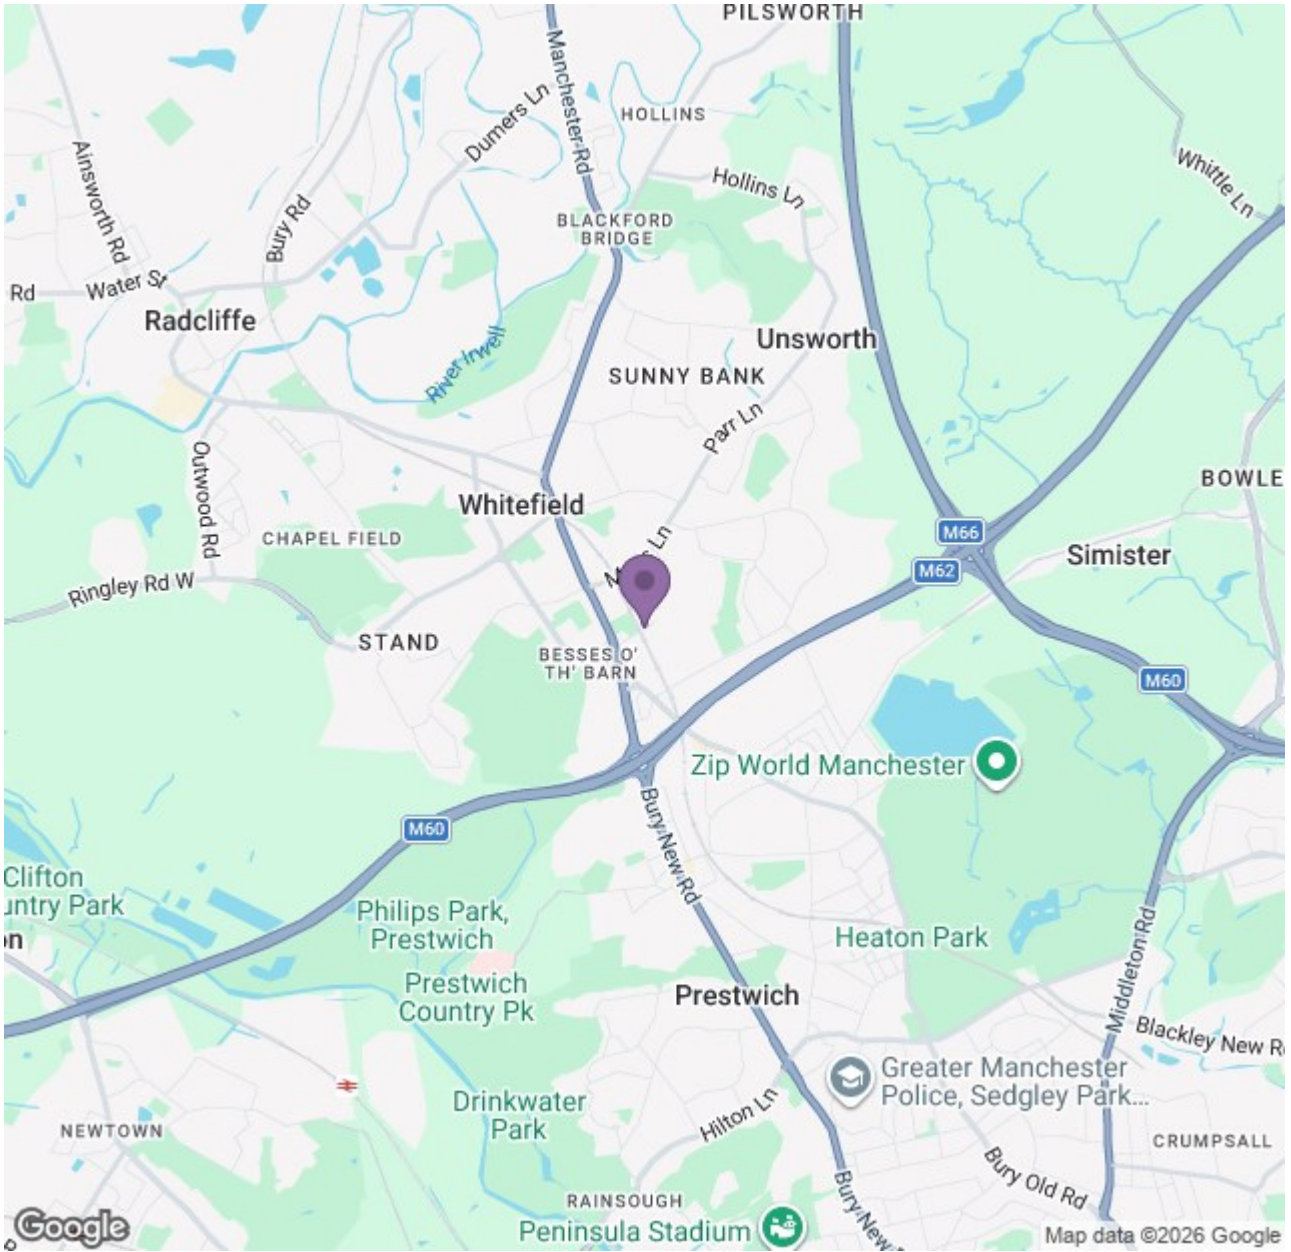 PILSWORTH
Manchester Rd
Dumers Ln
HOLLINS
Ainsworth Rd
Hollins Ln
Whittle Ln
Bury Rd
BLACKFORD
BRIDGE
Rd
Water St
Radcliffe
Unsworth
River Irwell
SUNNY BANK
Parr Ln
Outwood Rd
BOWLE
Whitefield
CHAPEL FIELD
M66
Simister
M62
Ringley Rd W
STAND
BESSES O'
TH' BARN
M60
Zip World Manchester
Bury New Rd
M60
Clifton
untry Park
on
Philips Park,
Prestwich
Heaton Park
Middleton Rd
Prestwich
Country Pk
Prestwich
Blackley New R
Greater Manchester
Police, Sedgley Park...
Drinkwater
Park
Hilton Ln
NEWTOWN
CRUMPSALL
Bury Old Rd
RAINSOUGH
Bury New
Peninsula Stadium
Google
Map data ©2026 Google